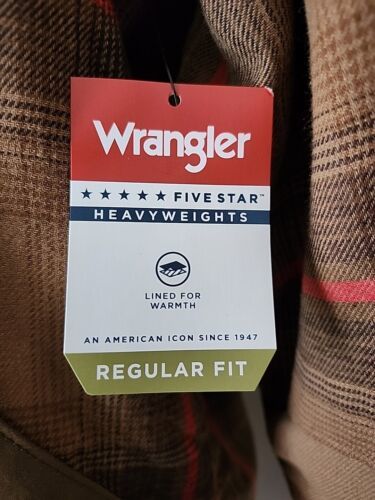 Wrangler
★★★★★ FIVE STAR™
HEAVYWEIGHTS
LINED FOR
WARMTH
AN AMERICAN ICON SINCE 1947
REGULAR FIT